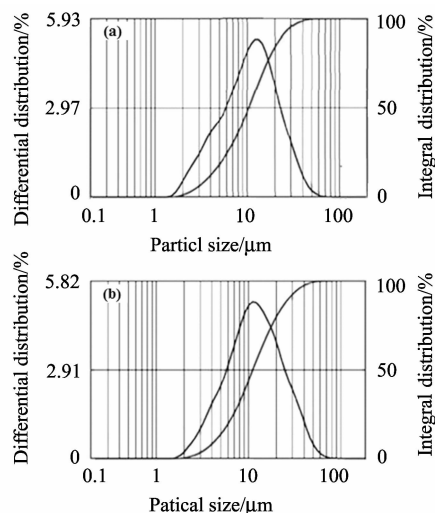 Differential distribution/%
5.93
2.97
0
(a)
100
50
0
Integral distribution/%
0.1 1 10 100
Particl size/µm
Differential distribution/%
5.82
2.91
0
(b)
100
50
0
Integral distribution/%
0.1 1 10 100
Patical size/µm